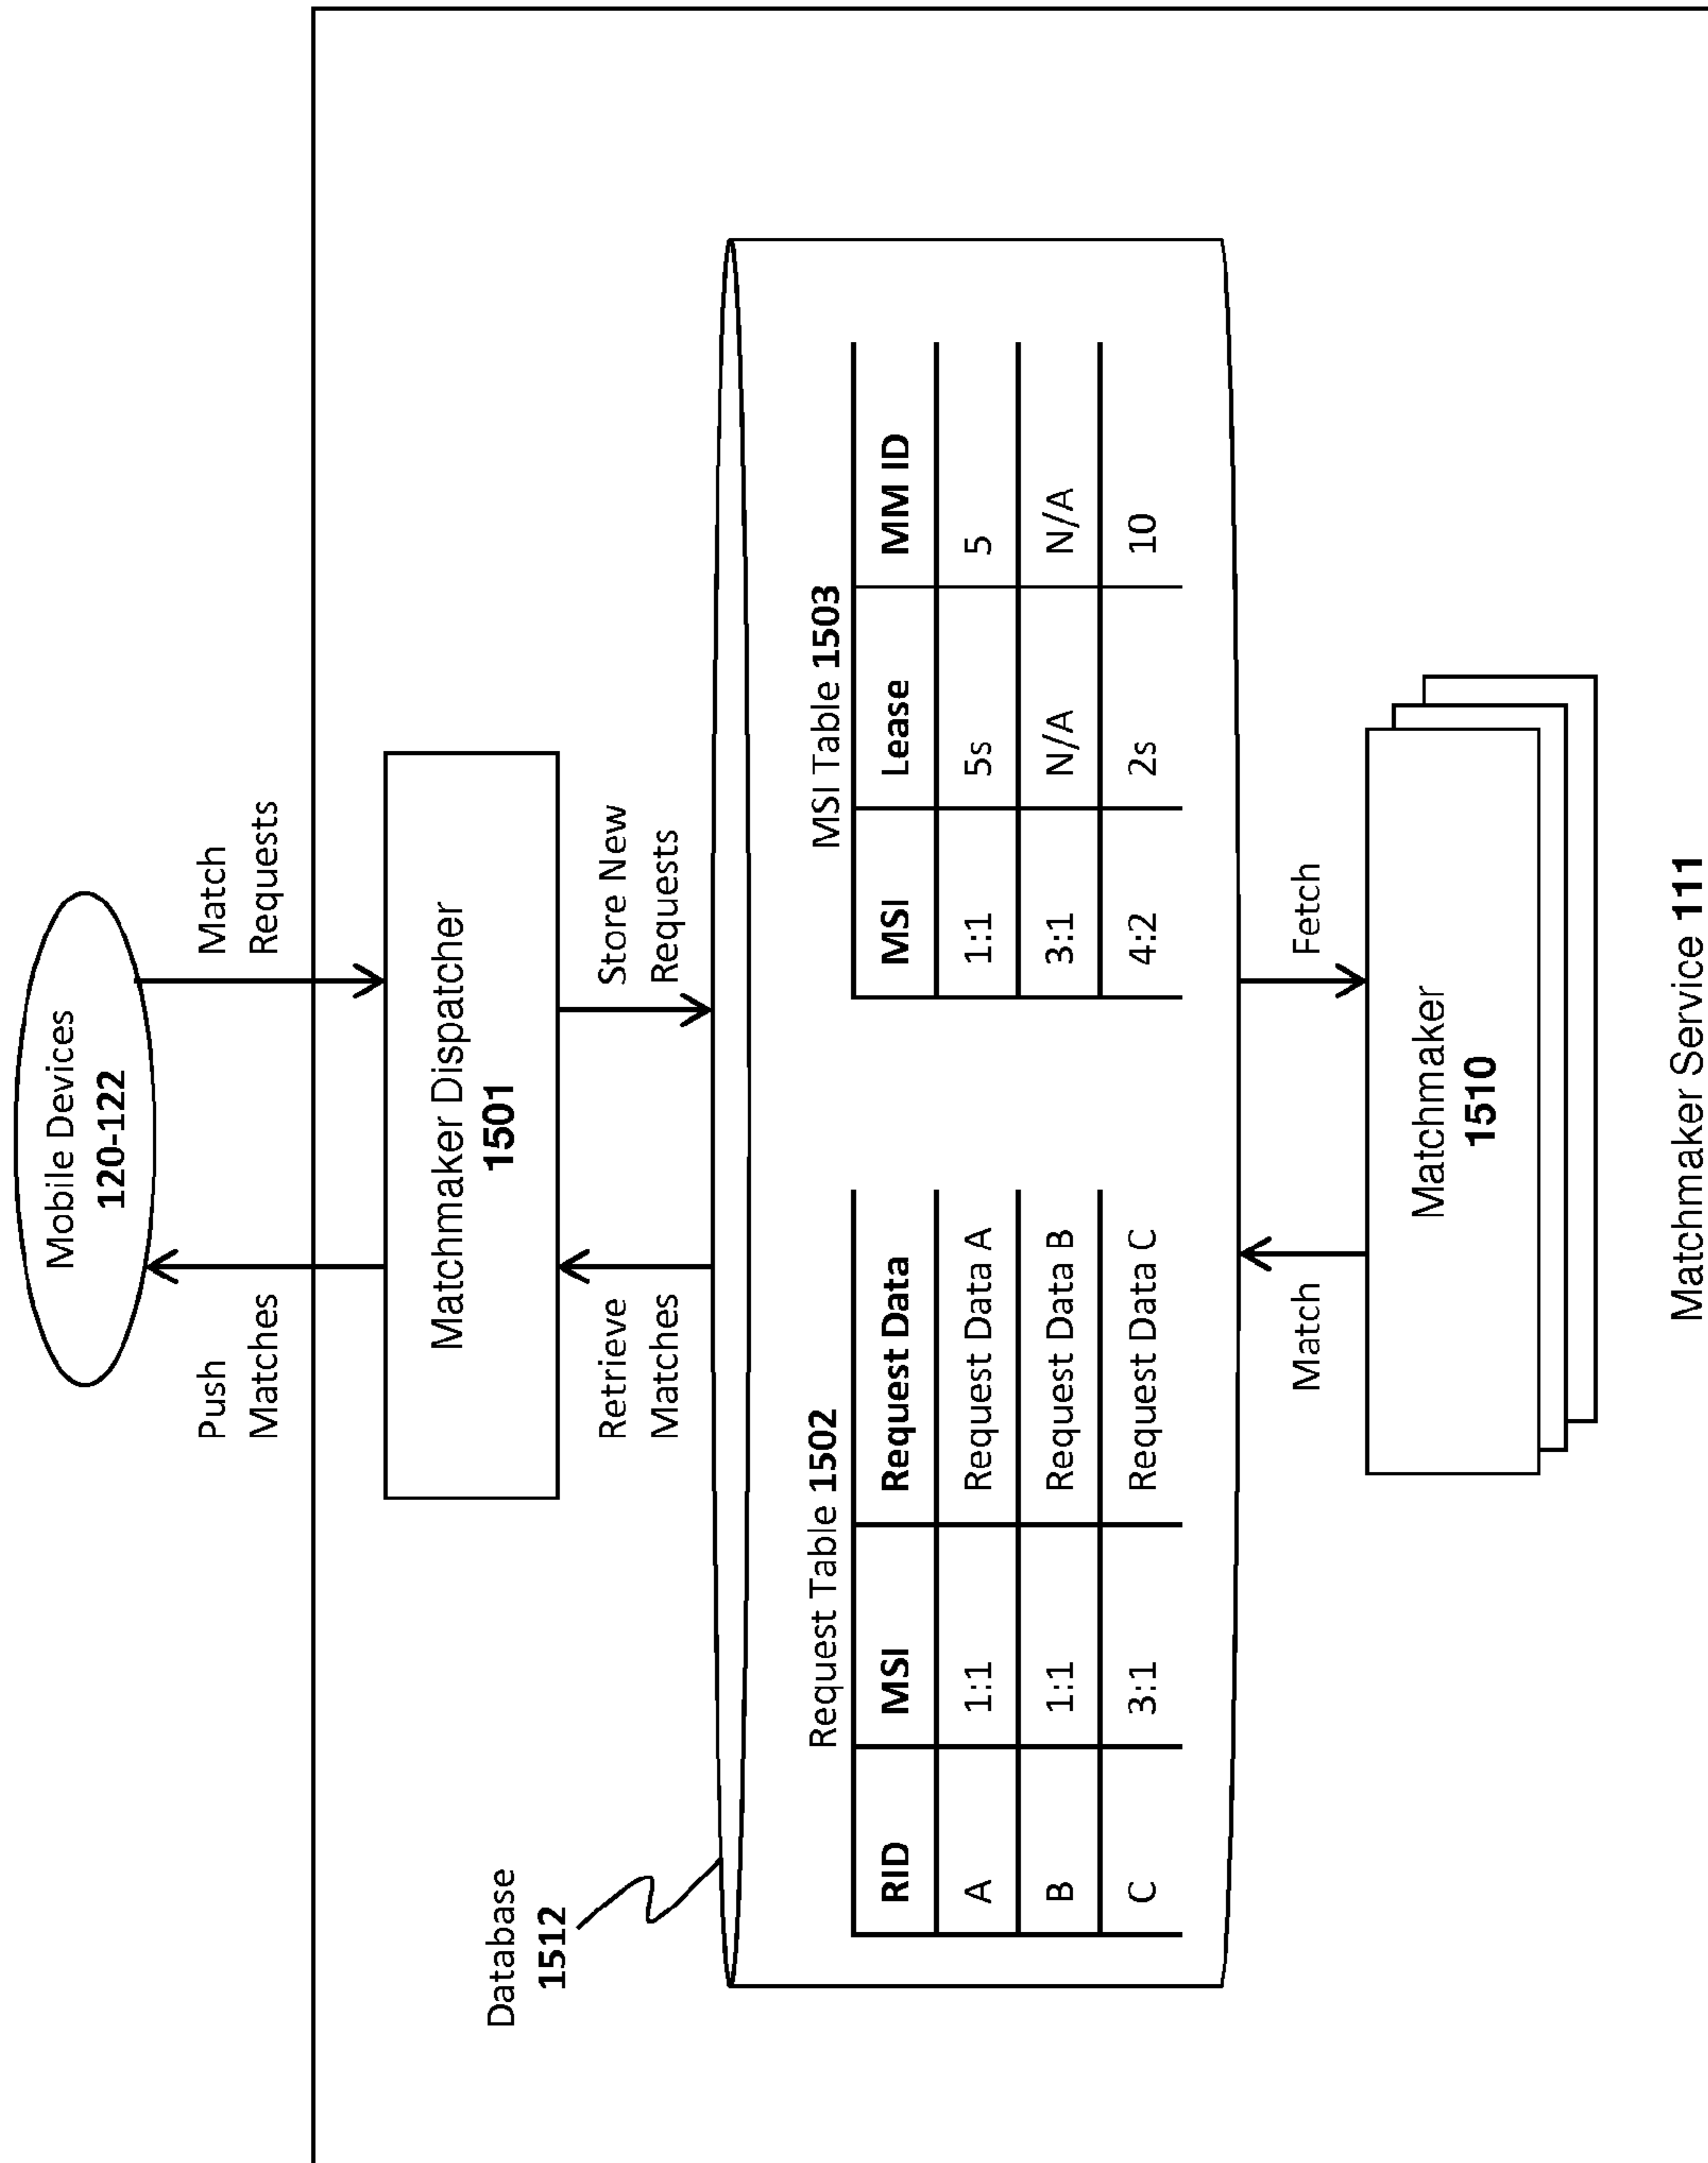 Mobile Devices
120-122
Push
Matches
Match
Requests
Matchmaker Dispatcher
1501
Retrieve
Matches
Store New
Requests
Database
1512
Request Table 1502
RID MSI Request Data
A 1:1 Request Data A
B 1:1 Request Data B
C 3:1 Request Data C
MSI Table 1503
MSI Lease MM ID
1:1 5s 5
3:1 N/A N/A
4:2 2s 10
Match
Fetch
Matchmaker
1510
Matchmaker Service 111